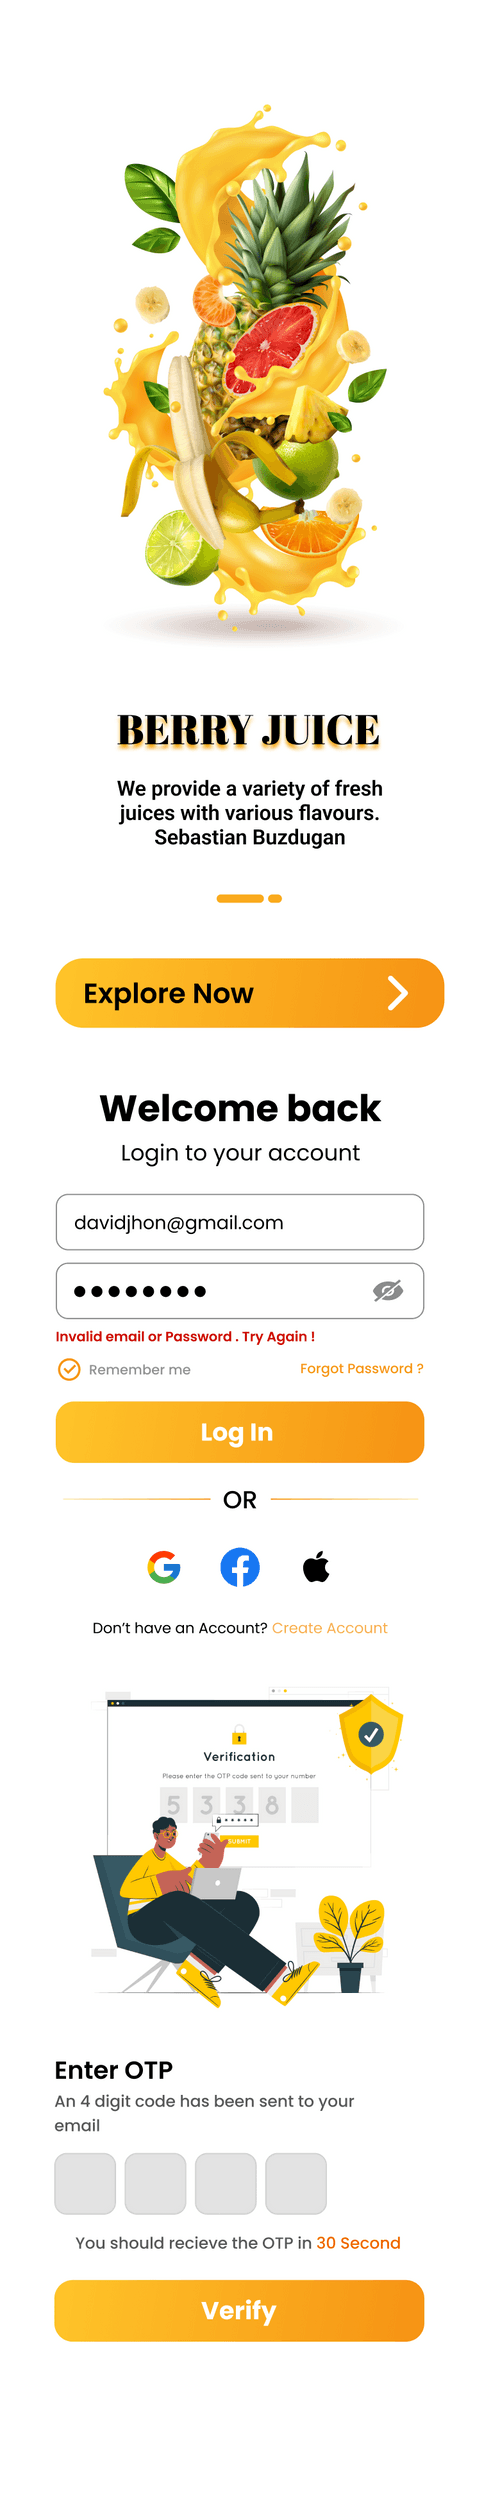 BERRY JUICE
We provide a variety of fresh
juices with various flavours.
Sebastian Buzdugan
Explore Now
Welcome back
Login to your account
davidjhon@gmail.com
Invalid email or Password . Try Again !
Remember me
Forgot Password ?
Log In
OR
Don’t have an Account? Create Account
Verification
Please enter the OTP code sent to your number
5 3 3 8
SUBMIT
Enter OTP
An 4 digit code has been sent to your
email
You should recieve the OTP in 30 Second
Verify